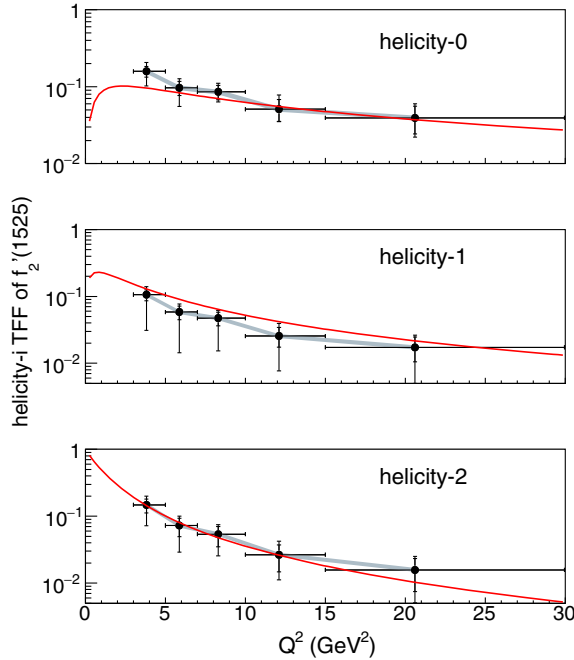 helicity-i TFF of f₂'(1525)
1
10⁻¹
10⁻²
helicity-0
1
10⁻¹
10⁻²
helicity-1
1
10⁻¹
10⁻²
helicity-2
0 5 10 15 20 25 30
Q² (GeV²)